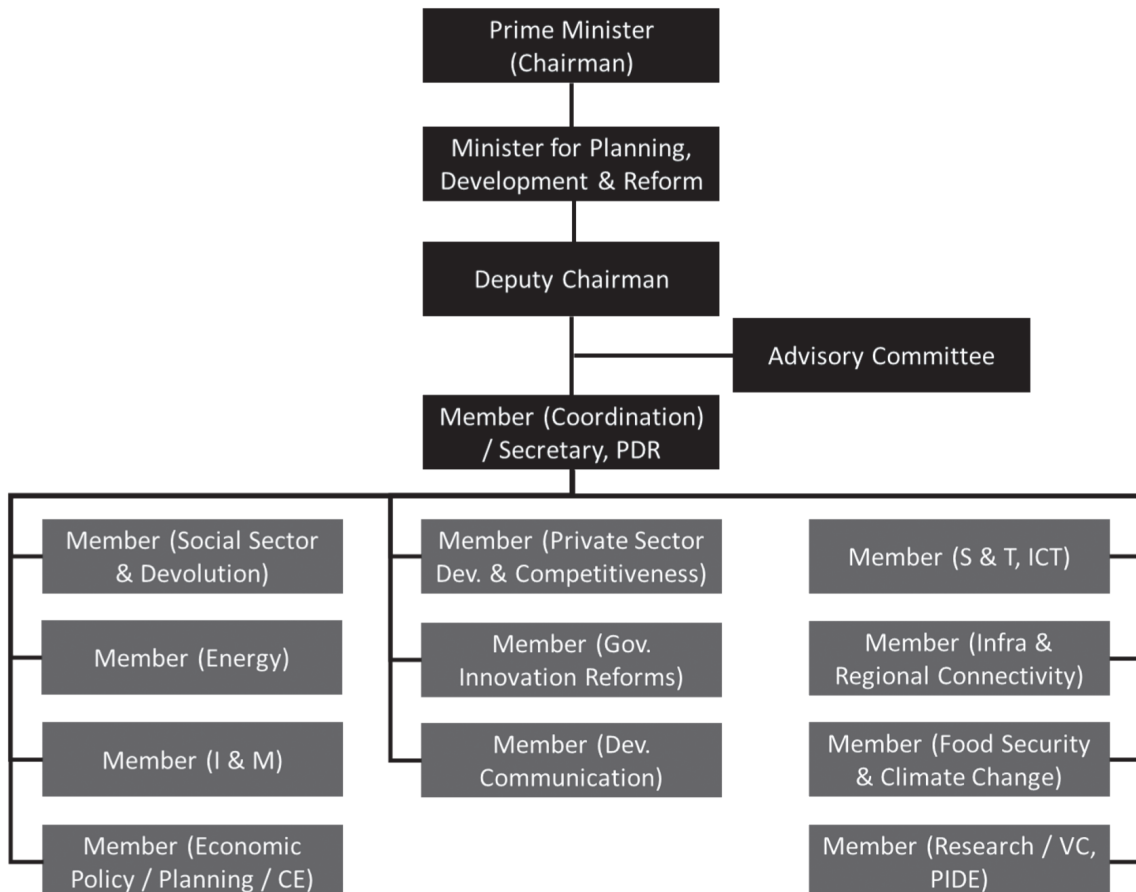 Prime Minister
(Chairman)
Minister for Planning,
Development & Reform
Deputy Chairman
Advisory Committee
Member (Coordination)
/ Secretary, PDR
Member (Social Sector
& Devolution)
Member (Energy)
Member (I & M)
Member (Economic
Policy / Planning / CE)
Member (Private Sector
Dev. & Competitiveness)
Member (Gov.
Innovation Reforms)
Member (Dev.
Communication)
Member (S & T, ICT)
Member (Infra &
Regional Connectivity)
Member (Food Security
& Climate Change)
Member (Research / VC,
PIDE)